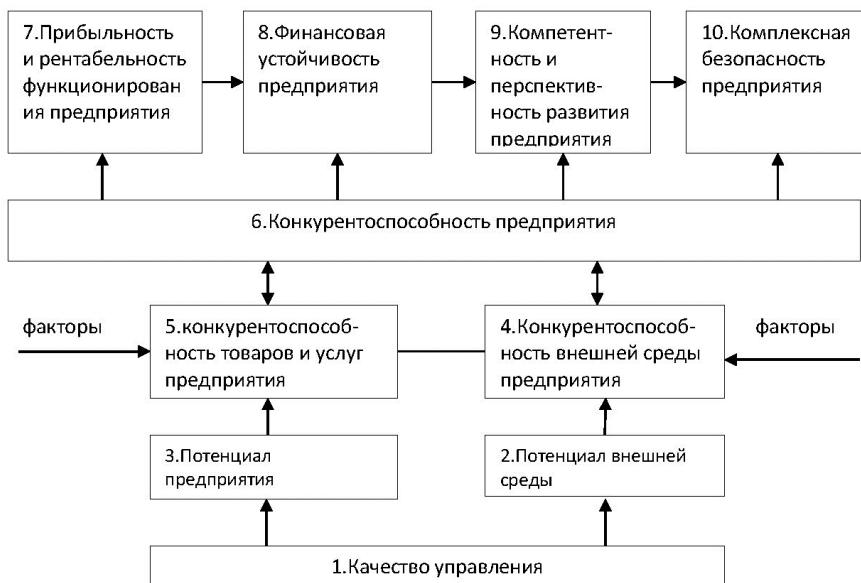 7.Прибыльность
и рентабельность
функционирован
ия предприятия
8.Финансовая
устойчивость
предприятия
9.Компетент-
ность и
перспектив-
ность развития
предприятия
10.Комплексная
безопасность
предприятия
6.Конкурентоспособность предприятия
факторы
5.конкурентоспособ-
ность товаров и услуг
предприятия
4.Конкурентоспособ-
ность внешней среды
предприятия
факторы
3.Потенциал
предприятия
2.Потенциал внешней
среды
1.Качество управления